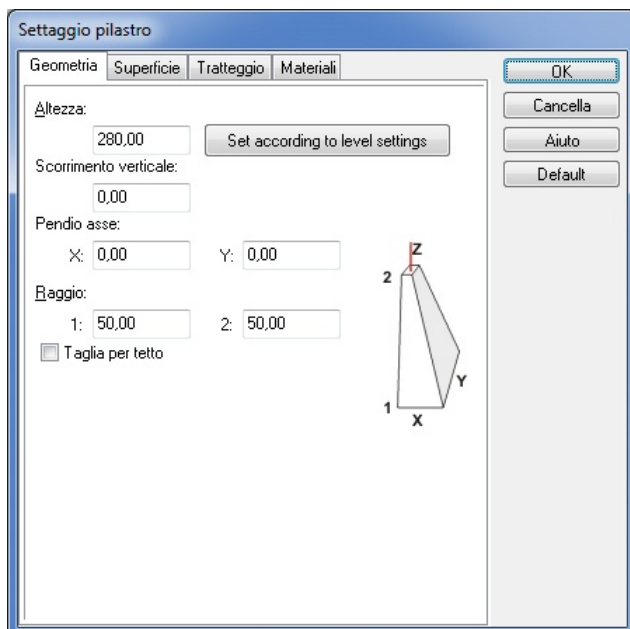 Settaggio pilastro
Geometria Superficie Tratteggio Materiali
OK
Cancella
Aiuto
Default
Altezza:
280,00 Set according to level settings
Scorrimento verticale:
0,00
Pendio asse:
X: 0,00 Y: 0,00
Raggio:
1: 50,00 2: 50,00
Taglia per tetto
Z
2
Y
1
X